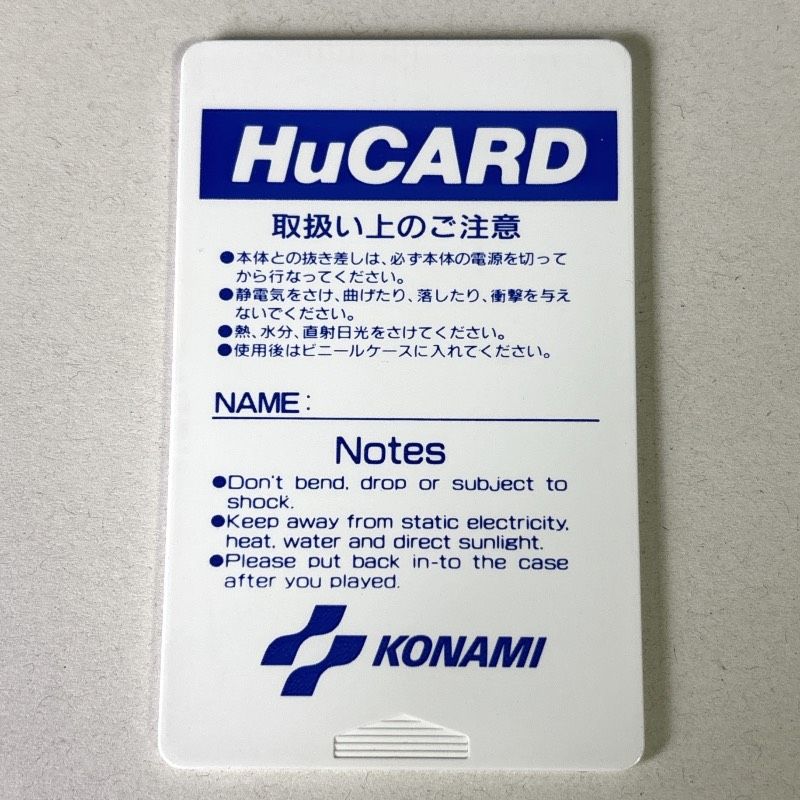 HuCARD
取扱い上のご注意
●本体との抜き差しは、必ず本体の電源を切って
から行なってください。
●静電気をさけ、曲げたり、落したり、衝撃を与え
ないでください。
●熱、水分、直射日光をさけてください。
●使用後はビニールケースに入れてください。
NAME:
Notes
●Don't bend, drop or subject to
shock.
●Keep away from static electricity,
heat, water and direct sunlight.
●Please put back in-to the case
after you played.
KONAMI